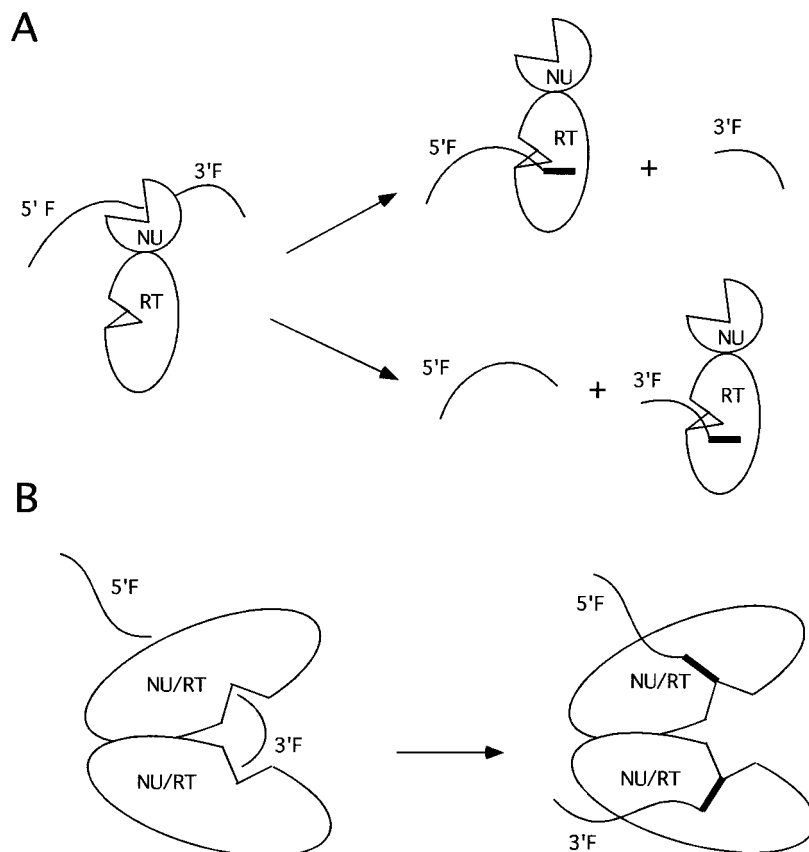 A
5' F
3'F
NU
RT
NU
RT
5'F
+
3'F
5'F
+
3'F
NU
RT
B
5'F
NU/RT
3'F
NU/RT
5'F
NU/RT
NU/RT
3'F